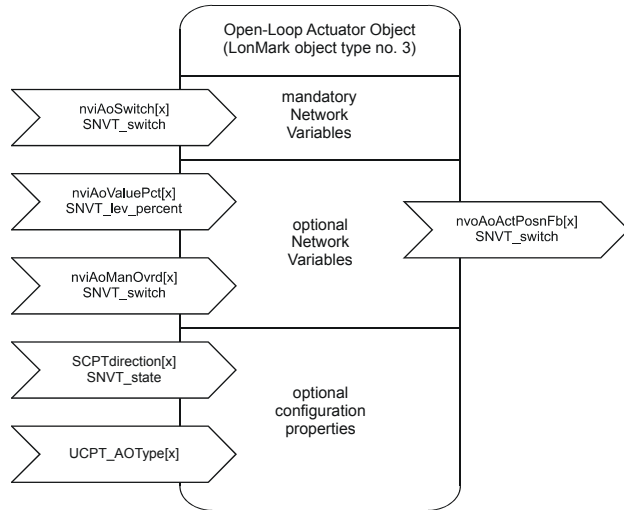 Open-Loop Actuator Object
(LonMark object type no. 3)
nviAoSwitch[x]
SNVT_switch
mandatory
Network
Variables
nviAoValuePct[x]
SNVT_lev_percent
optional
Network
Variables
nvoAoActPosnFb[x]
SNVT_switch
nviAoManOvrd[x]
SNVT_switch
SCPTdirection[x]
SNVT_state
optional
configuration
properties
UCPT_AOType[x]